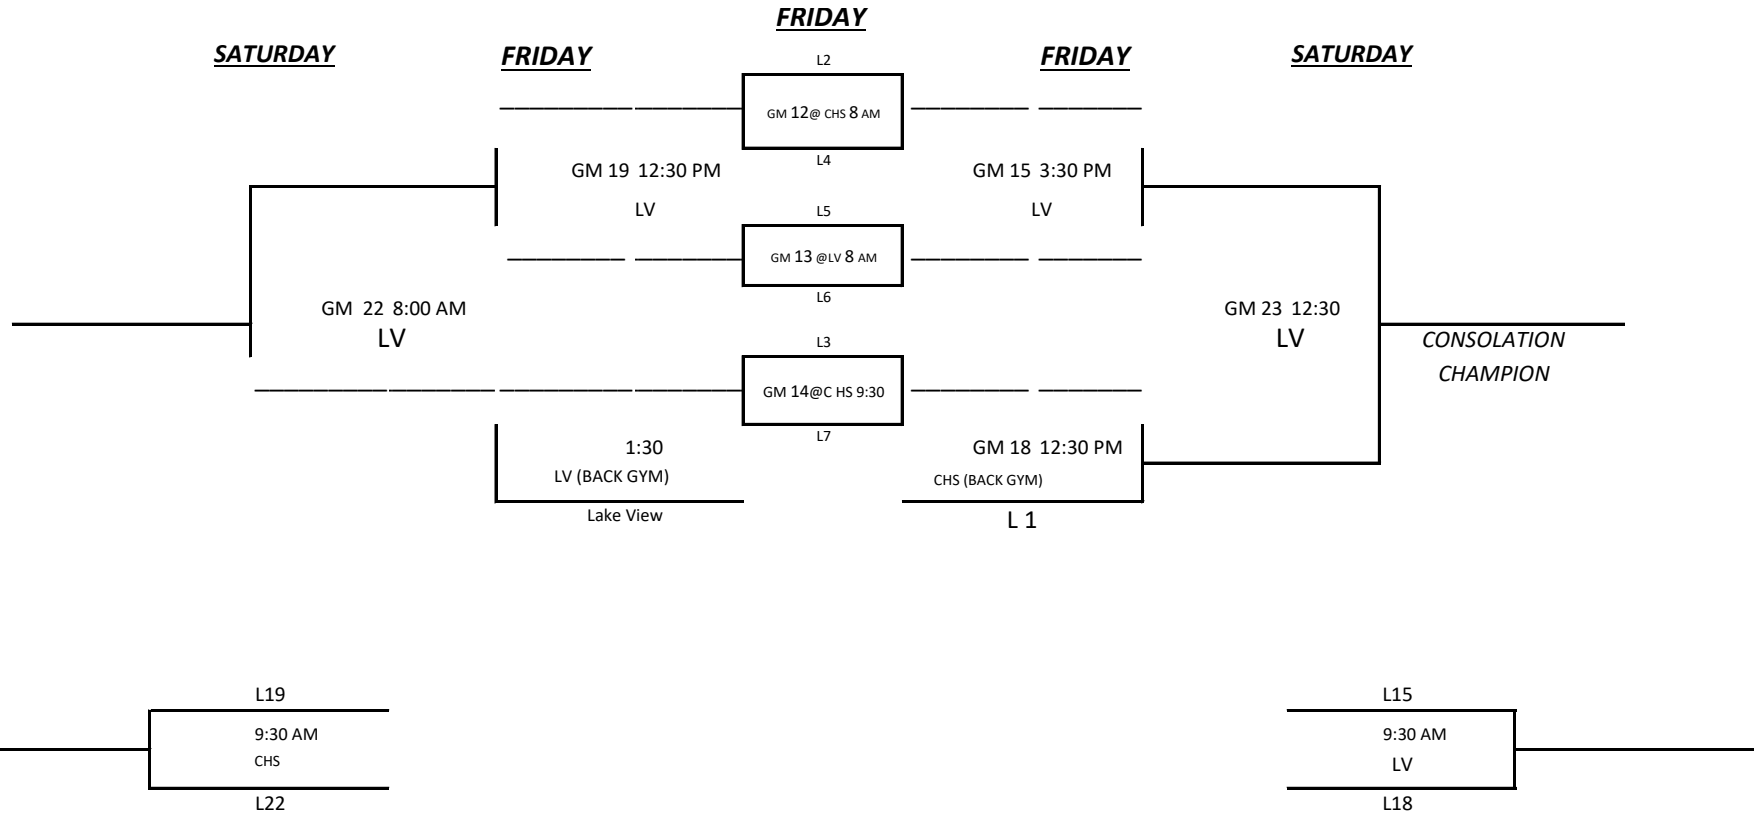 FRIDAY
SATURDAY
FRIDAY
FRIDAY
SATURDAY
L2
GM 12@ CHS 8 AM
L4
GM 19 12:30 PM
LV
GM 15 3:30 PM
LV
L5
GM 13 @LV 8 AM
L6
GM 22 8:00 AM
LV
GM 23 12:30
LV
CONSOLATION
CHAMPION
L3
GM 14@C HS 9:30
L7
1:30
LV (BACK GYM)
Lake View
GM 18 12:30 PM
CHS (BACK GYM)
L 1
L19
9:30 AM
CHS
L22
L15
9:30 AM
LV
L18